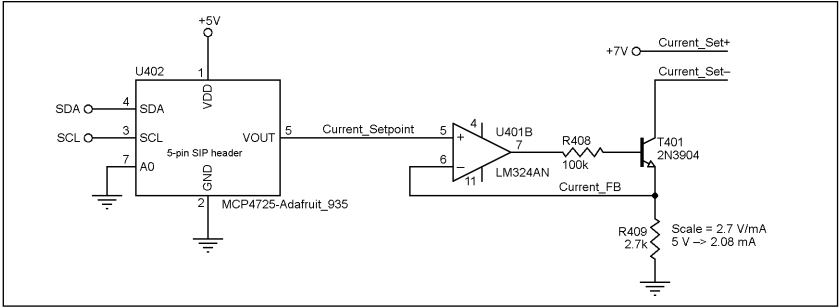 +5V
U402
1
VDD
+7V
Current_Set+
Current_Set–
SDA
4
SDA
SCL
3
SCL
5-pin SIP header
VOUT
5
Current_Setpoint
7
A0
GND
2
MCP4725-Adafruit_935
4
U401B
5
+
6
–
7
11
LM324AN
R408
100k
T401
2N3904
Current_FB
R409
2.7k
Scale = 2.7 V/mA
5 V –> 2.08 mA